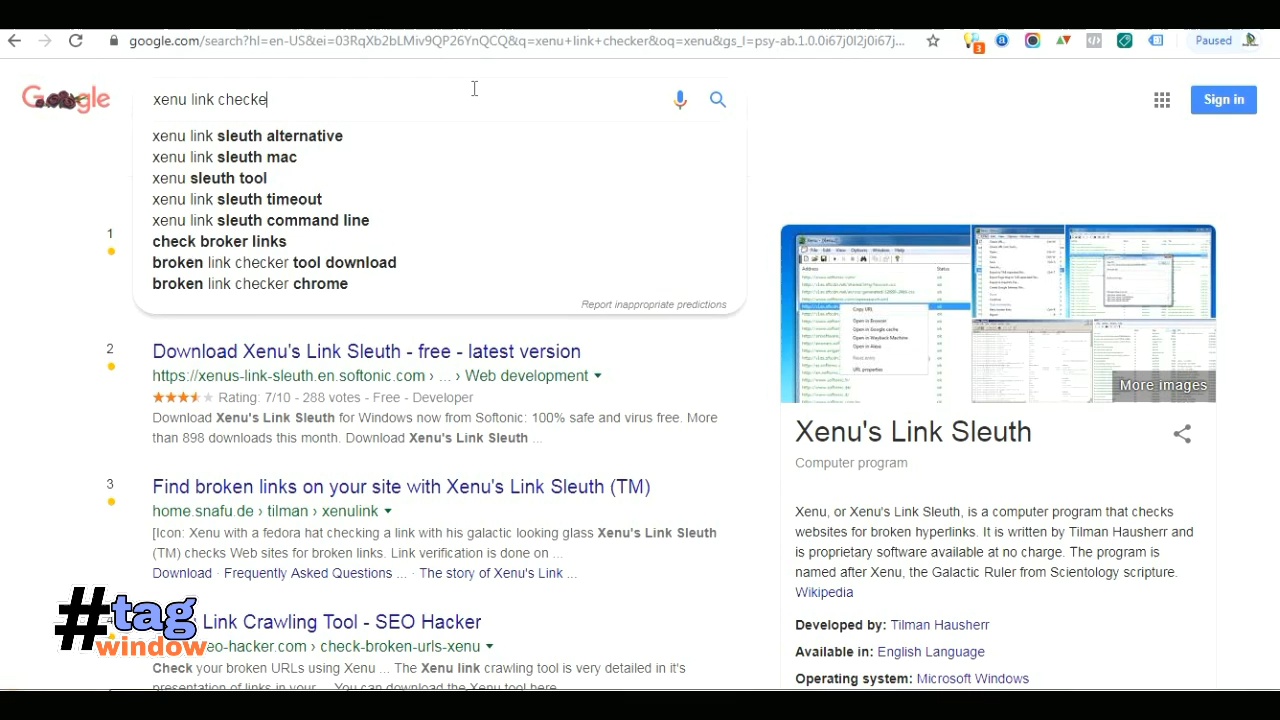 google.com/search?hl=en-US&ei=03RqXb2bLMiv9QP26YnQCQ&q=xenu+link+checker&oq=xenu&gs_l=psy-ab.1.0.0i67j0l2j0i67j...
3
Paused
Google
xenu link checke
Sign in
xenu link sleuth alternative
xenu link sleuth mac
xenu sleuth tool
xenu link sleuth timeout
xenu link sleuth command line
check broker links
broken link checker tool download
broken link checker chrome
Report inappropriate predictions
1
2
Download Xenu's Link Sleuth - free - latest version
https://xenus-link-sleuth.en-softonic.com › ... › Web development
Rating: 7/10 · 288 votes - Free - Developer
Download Xenu's Link Sleuth for Windows now from Softonic: 100% safe and virus free. More
than 898 downloads this month. Download Xenu's Link Sleuth ...
3
Find broken links on your site with Xenu's Link Sleuth (TM)
home.snafu.de › tilman › xenulink
[Icon: Xenu with a fedora hat checking a link with his galactic looking glass Xenu's Link Sleuth
(TM) checks Web sites for broken links. Link verification is done on ...
Download · Frequently Asked Questions ... · The story of Xenu's Link ...
Link Crawling Tool - SEO Hacker
eo-hacker.com › check-broken-urls-xenu
Check your broken URLs using Xenu ... The Xenu link crawling tool is very detailed in it's
presentation of links in your ... You can download the Xenu tool here.
#tag
window
More images
Xenu's Link Sleuth
Computer program
Xenu, or Xenu's Link Sleuth, is a computer program that checks
websites for broken hyperlinks. It is written by Tilman Hausherr and
is proprietary software available at no charge. The program is
named after Xenu, the Galactic Ruler from Scientology scripture.
Wikipedia
Developed by: Tilman Hausherr
Available in: English Language
Operating system: Microsoft Windows